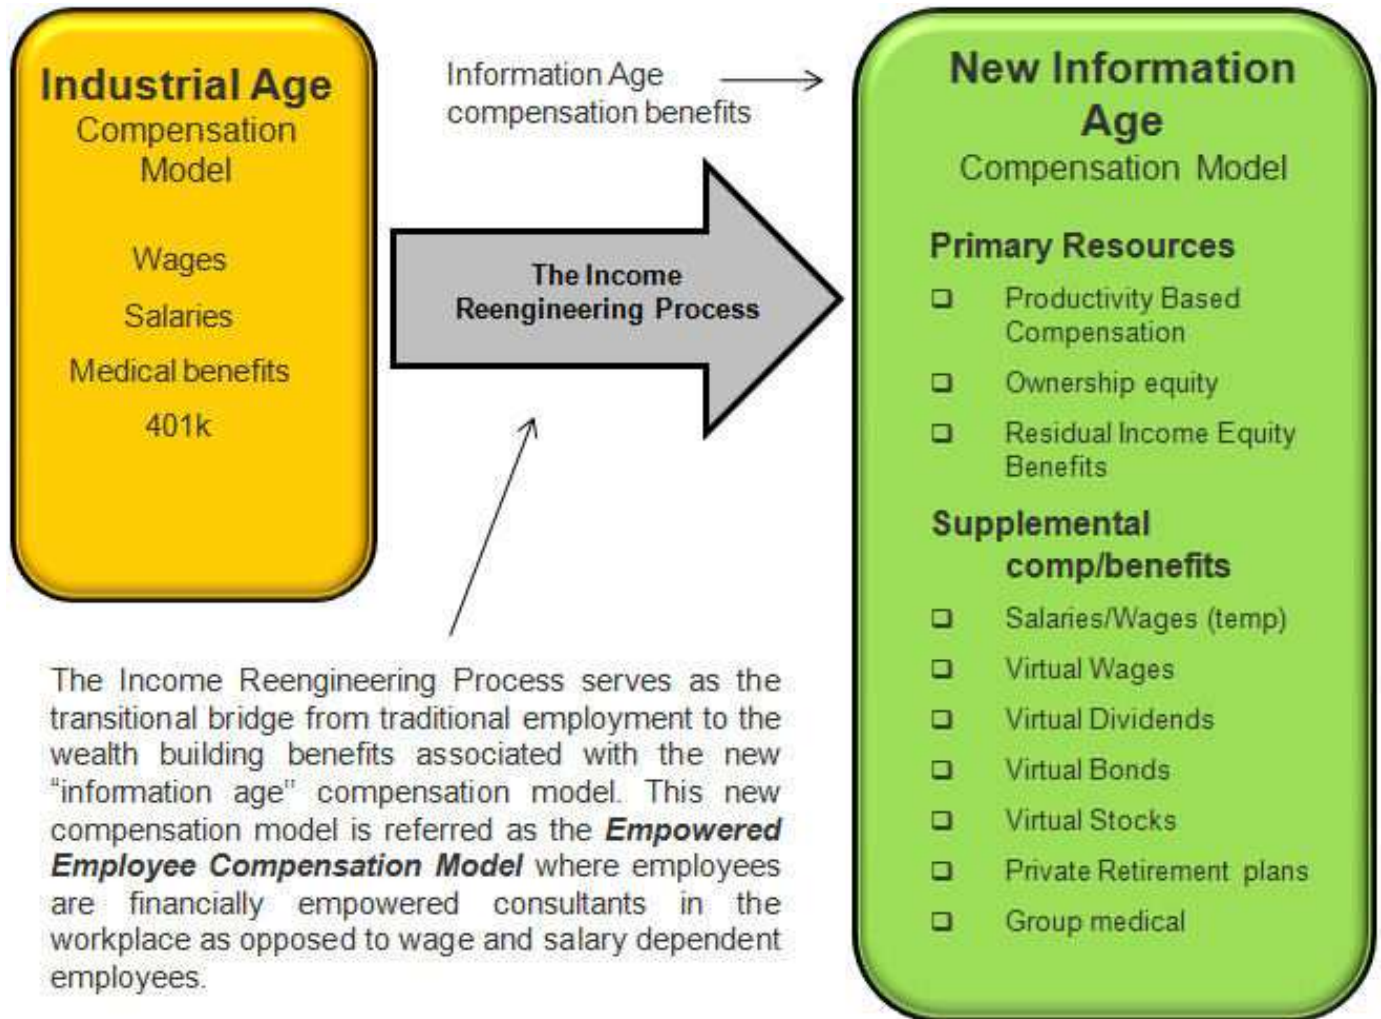 Industrial Age
Compensation
Model
Wages
Salaries
Medical benefits
401k
Information Age
compensation benefits
The Income
Reengineering Process
The Income Reengineering Process serves as the
transitional bridge from traditional employment to the
wealth building benefits associated with the new
“information age” compensation model. This new
compensation model is referred as the Empowered
Employee Compensation Model where employees
are financially empowered consultants in the
workplace as opposed to wage and salary dependent
employees.
New Information
Age
Compensation Model
Primary Resources
Productivity Based
Compensation
Ownership equity
Residual Income Equity
Benefits
Supplemental
comp/benefits
Salaries/Wages (temp)
Virtual Wages
Virtual Dividends
Virtual Bonds
Virtual Stocks
Private Retirement plans
Group medical